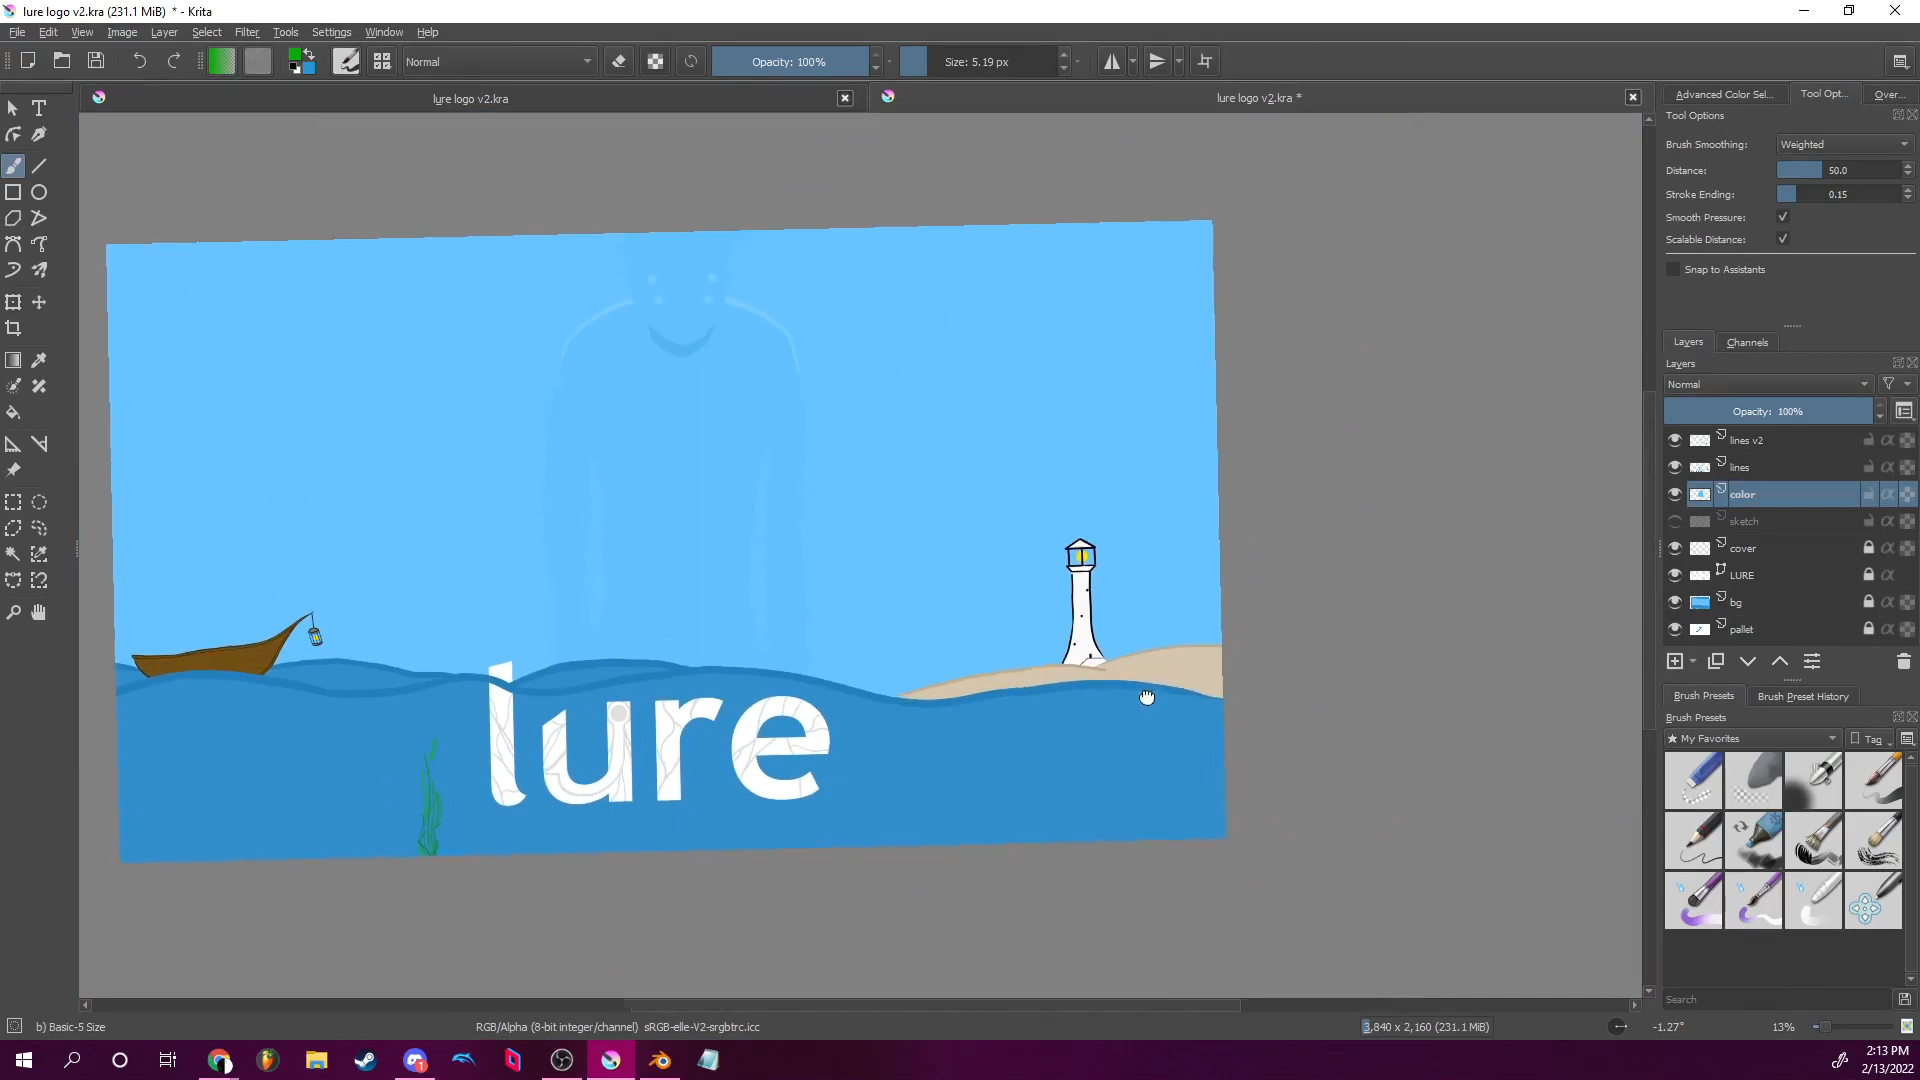 lure logo v2.kra (231.1 MiB) * - Krita
File Edit View Image Layer Select Filter Tools Settings Window Help
Normal
Opacity: 100%
Size: 5.19 px
lure logo v2.kra
lure logo v2.kra *
Advanced Color Sel...
Tool Opt...
Over...
Tool Options
Brush Smoothing: Weighted
Distance: 50.0
Stroke Ending: 0.15
Smooth Pressure:
Scalable Distance:
Snap to Assistants
Layers
Channels
Layers
Normal
Opacity: 100%
lines v2
lines
color
sketch
cover
LURE
bg
pallet
Brush Presets
Brush Preset History
Brush Presets
My Favorites
Tag
Search
lure
b) Basic-5 Size
RGB/Alpha (8-bit integer/channel) sRGB-elle-V2-srgbtrc.icc
3,840 x 2,160 (231.1 MiB)
-1.27°
13%
1
2:13 PM
2/13/2022